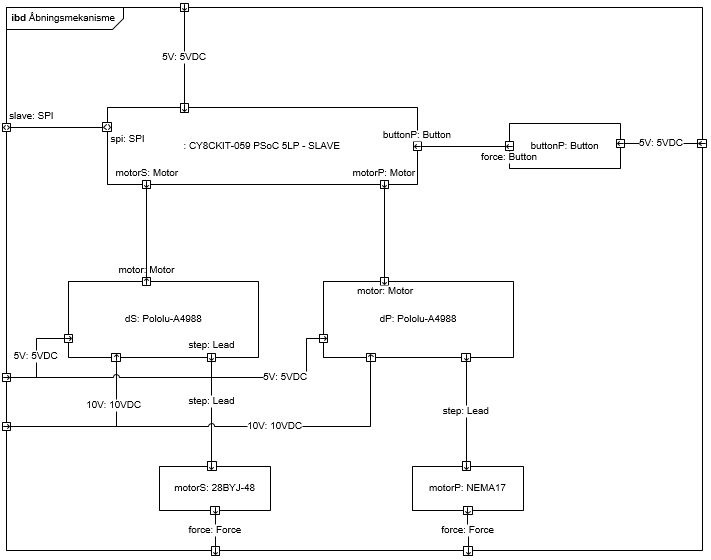 ibd Åbningsmekanisme
5V: 5VDC
slave: SPI
spi: SPI
: CY8CKIT-059 PSoC 5LP - SLAVE
buttonP: Button
force: Button
buttonP: Button
5V: 5VDC
motorS: Motor
motorP: Motor
motor: Motor
motor: Motor
dS: Pololu-A4988
dP: Pololu-A4988
step: Lead
5V: 5VDC
5V: 5VDC
10V: 10VDC
step: Lead
step: Lead
10V: 10VDC
motorS: 28BYJ-48
motorP: NEMA17
force: Force
force: Force